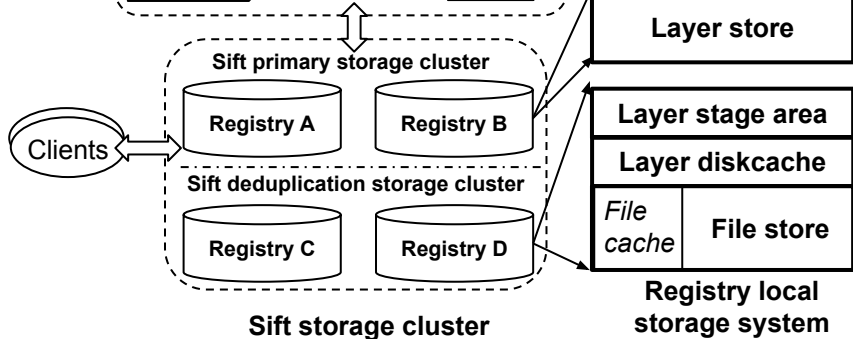 Layer store
Sift primary storage cluster
Registry A
Registry B
Layer stage area
Clients
Layer diskcache
Sift deduplication storage cluster
File
cache
File store
Registry C
Registry D
Registry local
storage system
Sift storage cluster